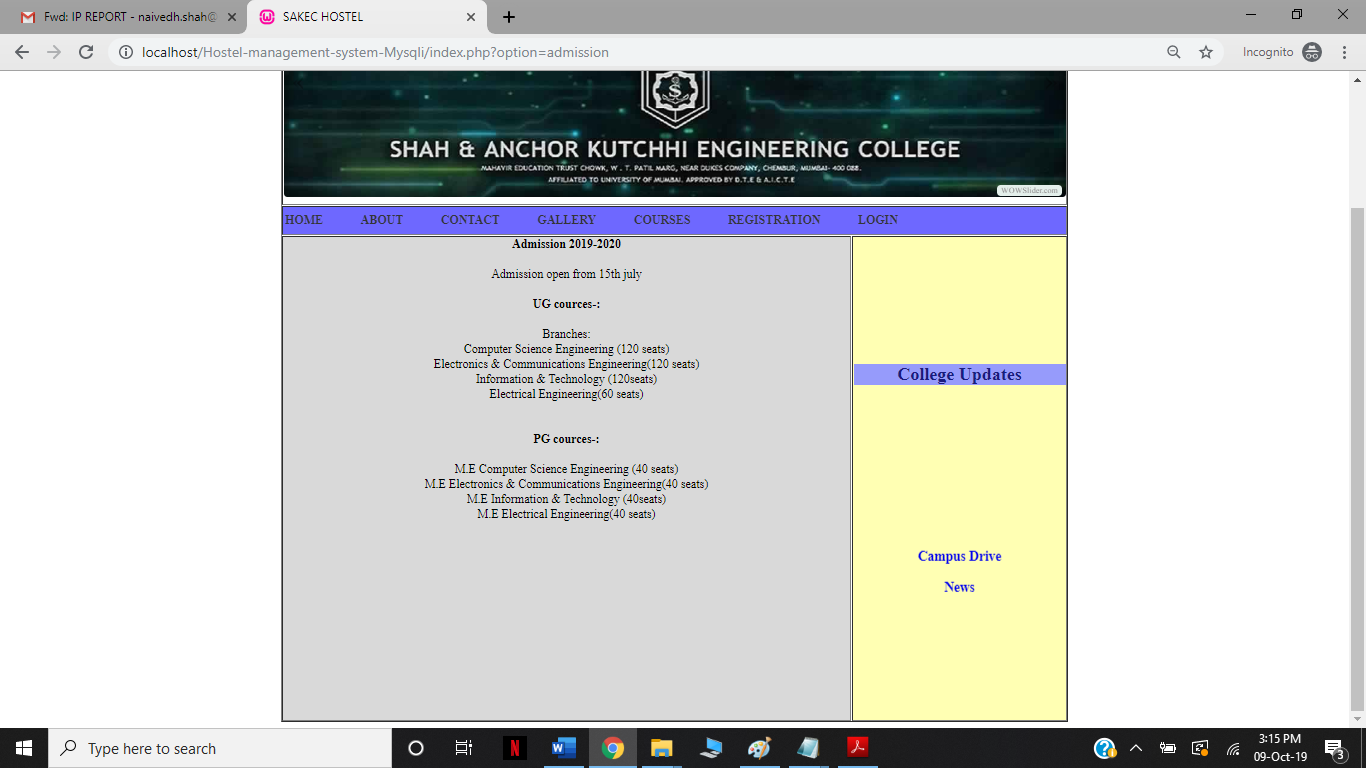 Fwd: IP REPORT - naivedh.shah@
SAKEC HOSTEL
localhost/Hostel-management-system-Mysqli/index.php?option=admission
Incognito
SHAH & ANCHOR KUTCHHI ENGINEERING COLLEGE
MAHAVIR EDUCATION TRUST CHOWK, W . T. PATIL MARG, NEAR DUKES COMPANY, CHEMBUR, MUMBAI- 400 088.
AFFILIATED TO UNIVERSITY OF MUMBAI. APPROVED BY D.T.E & A.I.C.T.E
WOWSlider.com
HOME ABOUT CONTACT GALLERY COURSES REGISTRATION LOGIN
Admission 2019-2020
Admission open from 15th july
UG cources-:
Branches:
Computer Science Engineering (120 seats)
Electronics & Communications Engineering(120 seats)
Information & Technology (120seats)
Electrical Engineering(60 seats)
PG cources-:
M.E Computer Science Engineering (40 seats)
M.E Electronics & Communications Engineering(40 seats)
M.E Information & Technology (40seats)
M.E Electrical Engineering(40 seats)
College Updates
Campus Drive
News
Type here to search
3:15 PM
09-Oct-19
3